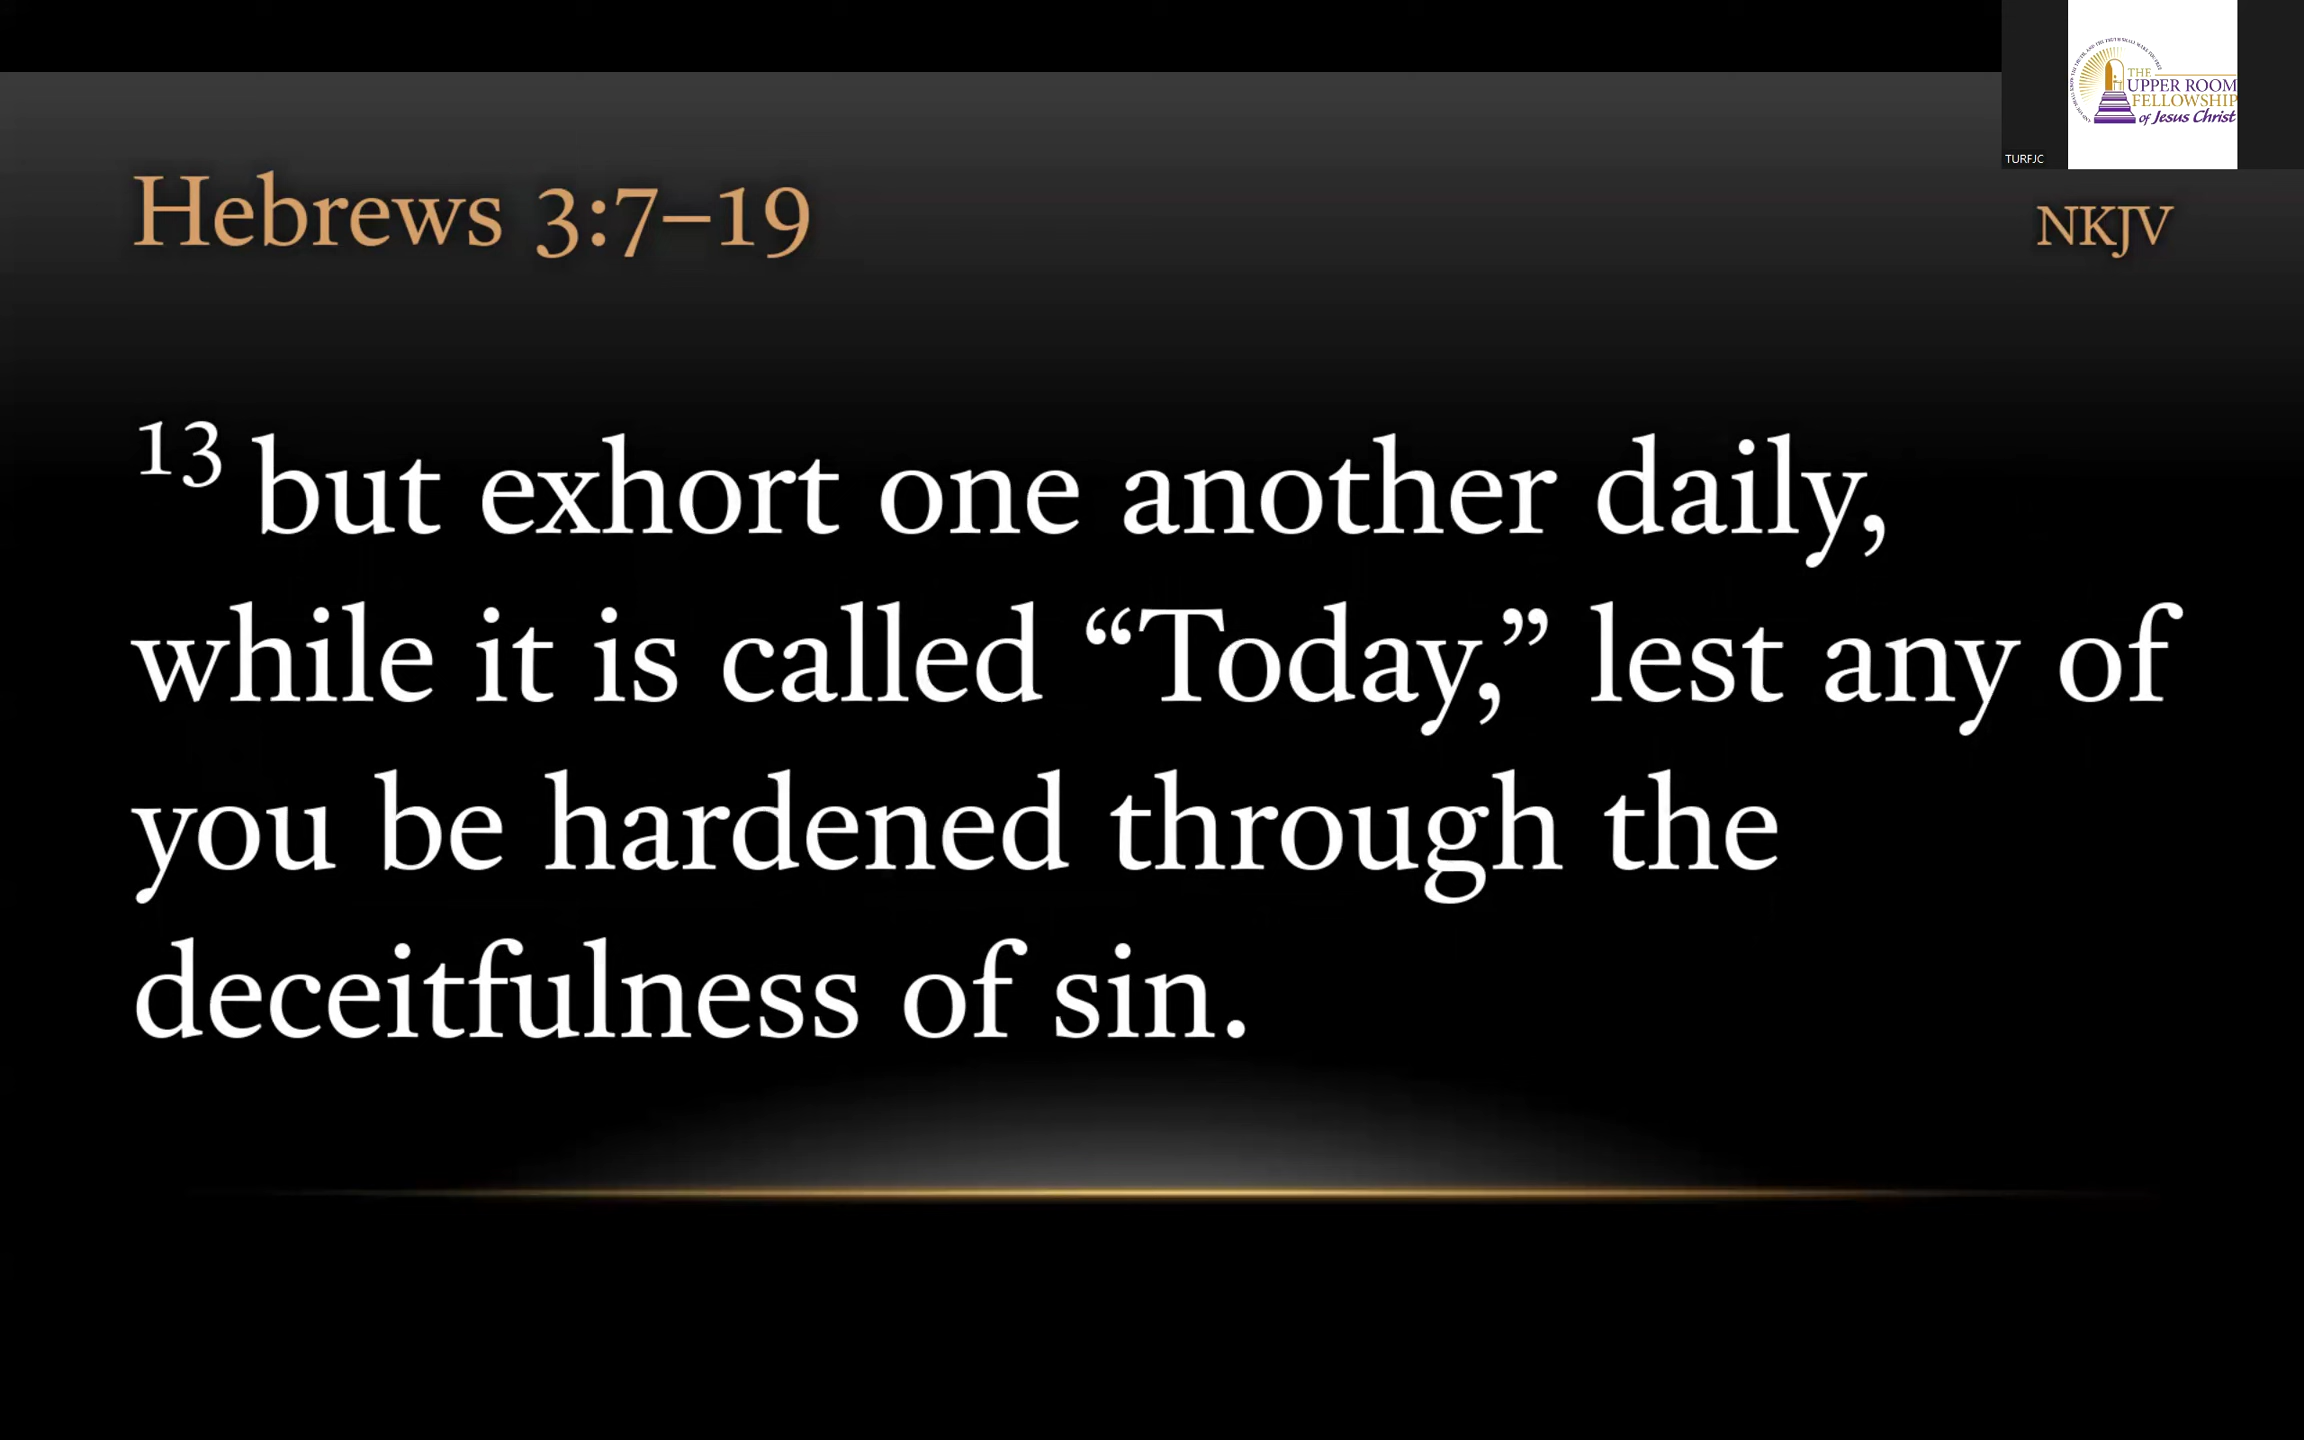 THE
UPPER ROOM
FELLOWSHIP
of Jesus Christ
TURFJC
Hebrews 3:7–19
NKJV
13 but exhort one another daily,
while it is called “Today,” lest any of
you be hardened through the
deceitfulness of sin.